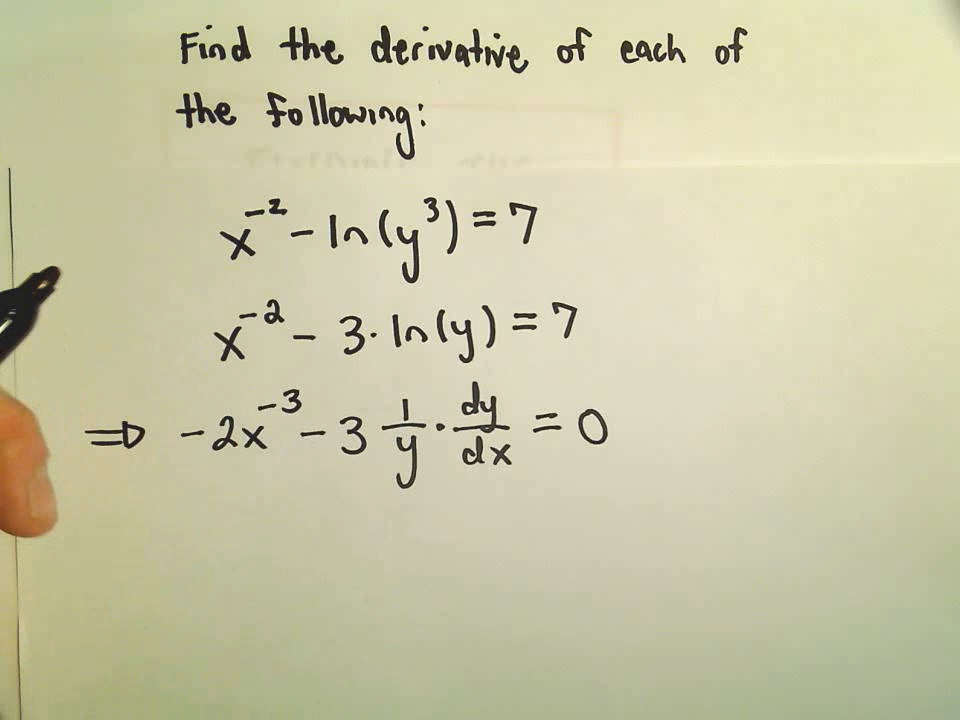 Find the derivative of each of
the following:
x⁻² - ln(y³) = 7
x⁻² - 3 · ln(y) = 7
⇒ -2x⁻³ - 3 1/y · dy/dx = 0